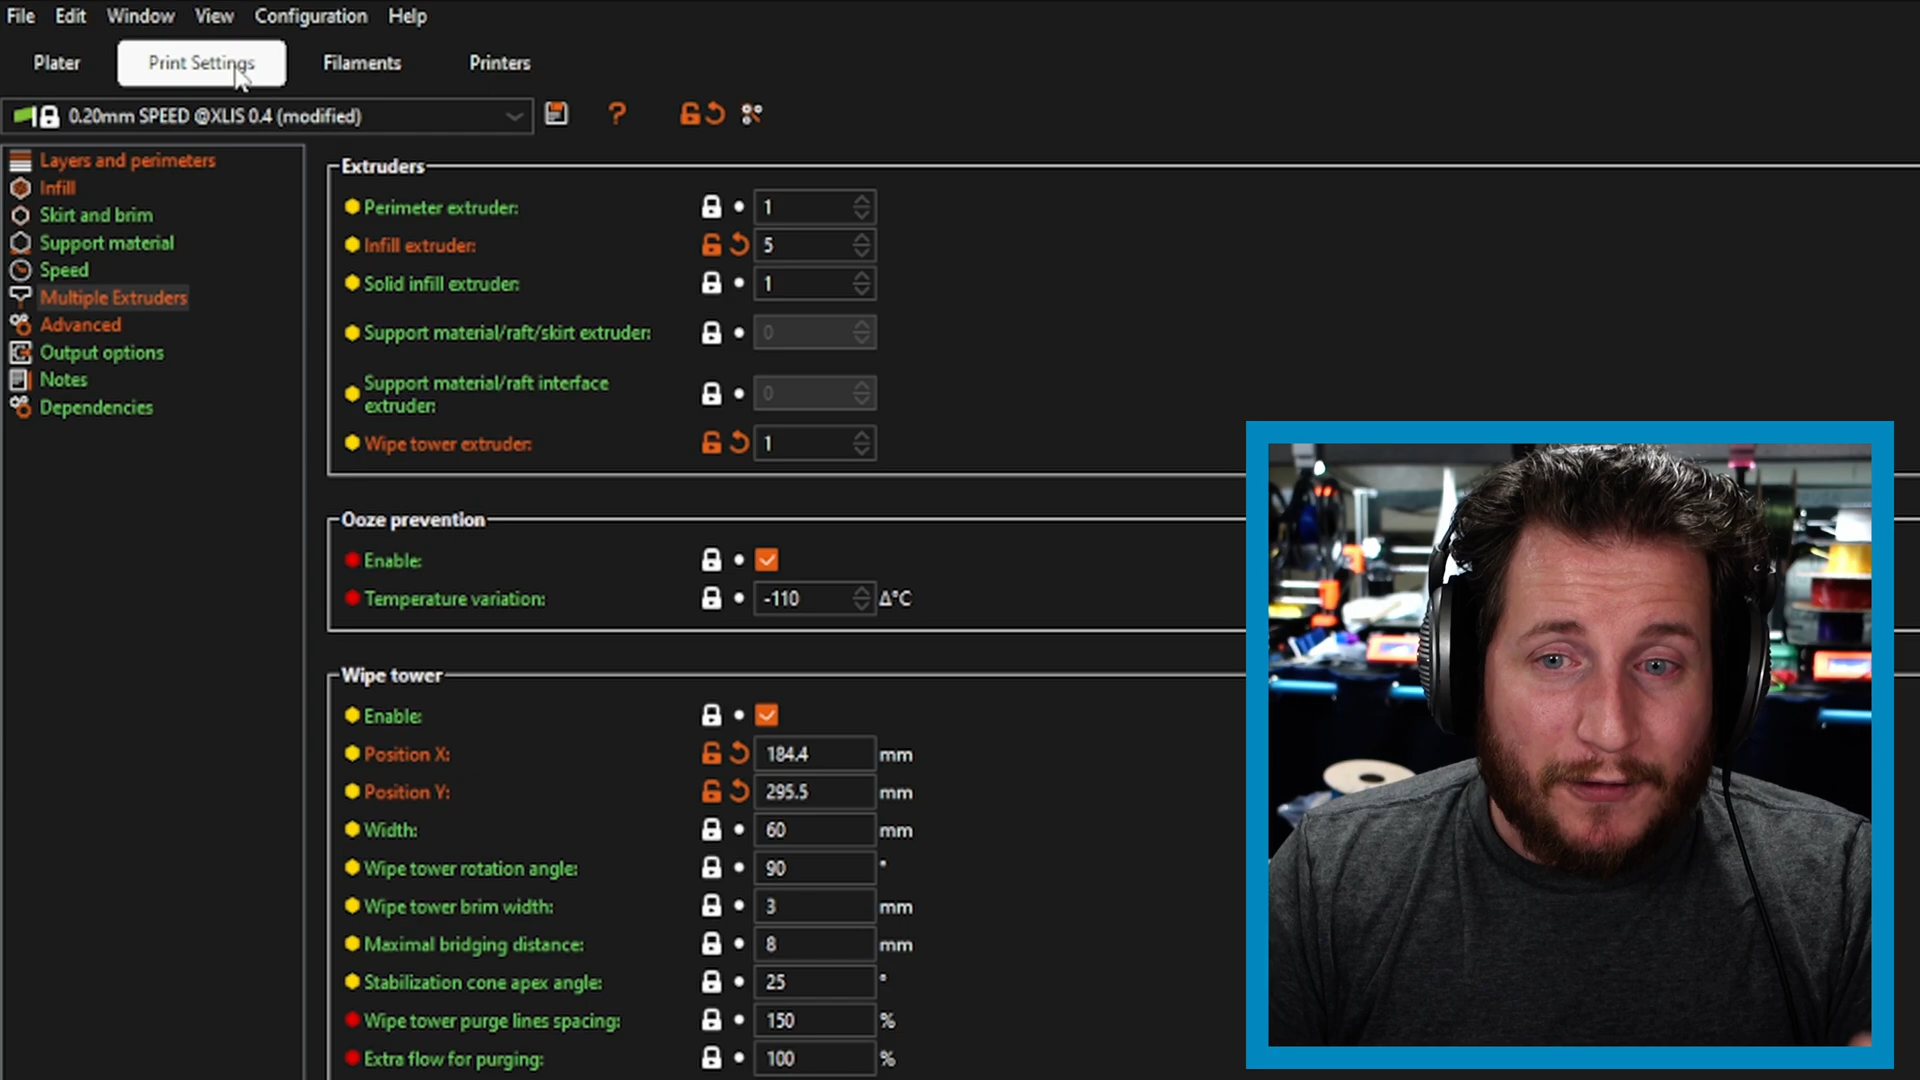 File Edit Window View Configuration Help
Plater Print Settings Filaments Printers
0.20mm SPEED @XLIS 0.4 (modified)
Layers and perimeters
Infill
Skirt and brim
Support material
Speed
Multiple Extruders
Advanced
Output options
Notes
Dependencies
Extruders
Perimeter extruder: 1
Infill extruder: 5
Solid infill extruder: 1
Support material/raft/skirt extruder: 0
Support material/raft interface
extruder: 0
Wipe tower extruder: 1
Ooze prevention
Enable:
Temperature variation: -110 Δ°C
Wipe tower
Enable:
Position X: 184.4 mm
Position Y: 295.5 mm
Width: 60 mm
Wipe tower rotation angle: 90 °
Wipe tower brim width: 3 mm
Maximal bridging distance: 8 mm
Stabilization cone apex angle: 25 °
Wipe tower purge lines spacing: 150 %
Extra flow for purging: 100 %